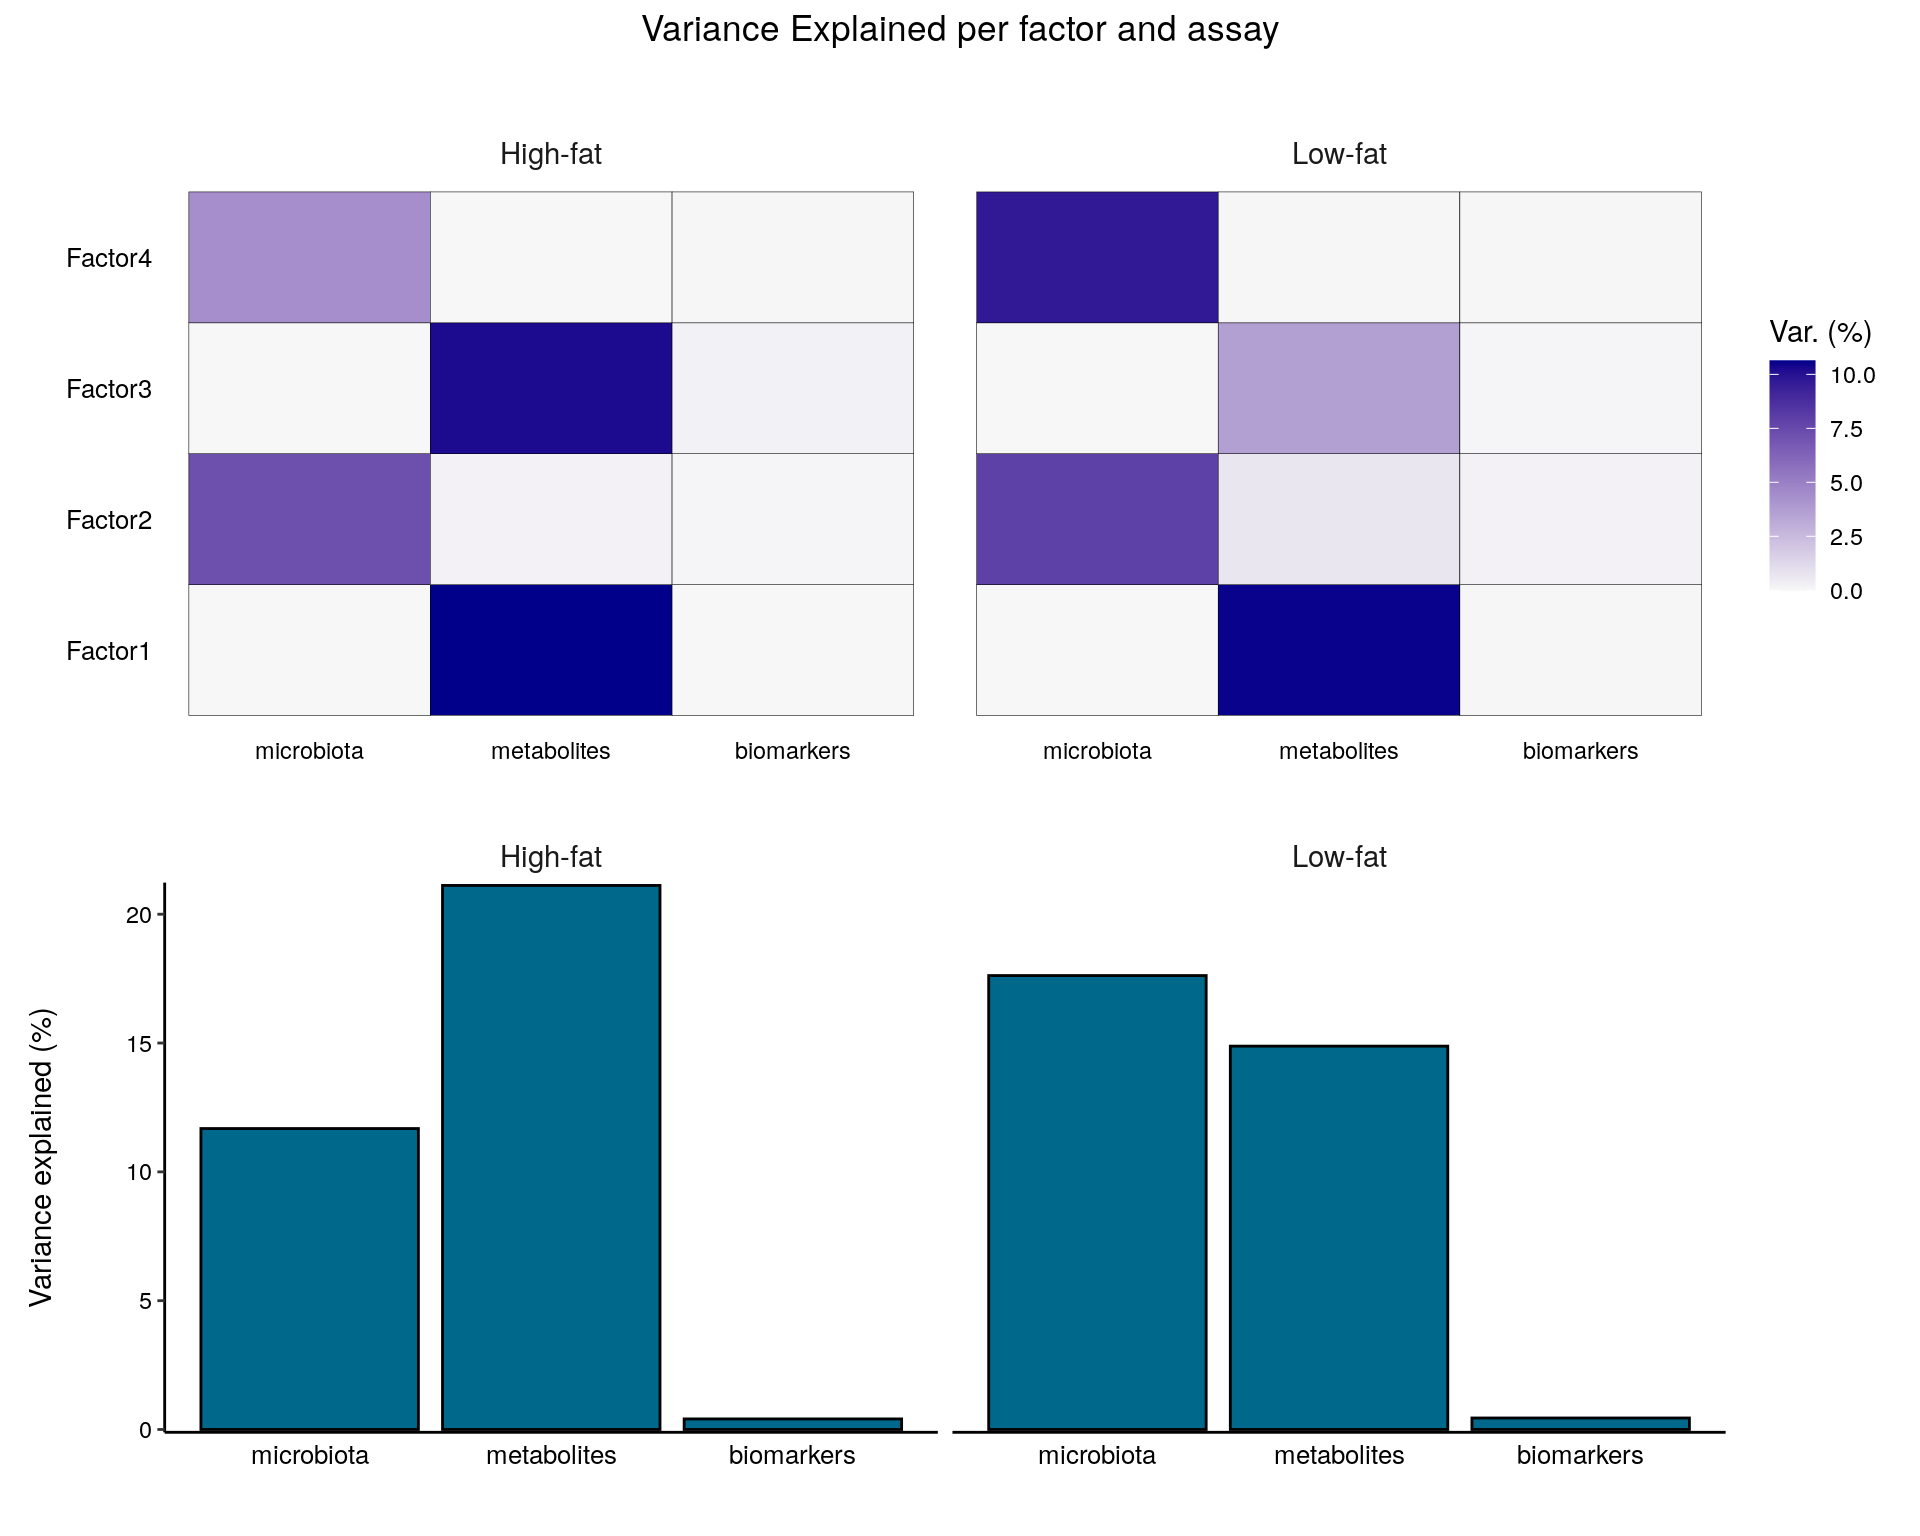 Variance Explained per factor and assay
High-fat
Low-fat
Factor4
Factor3
Factor2
Factor1
microbiota metabolites biomarkers
microbiota metabolites biomarkers
Var. (%)
10.0
7.5
5.0
2.5
0.0
High-fat
Low-fat
Variance explained (%)
20
15
10
5
0
microbiota metabolites biomarkers
microbiota metabolites biomarkers